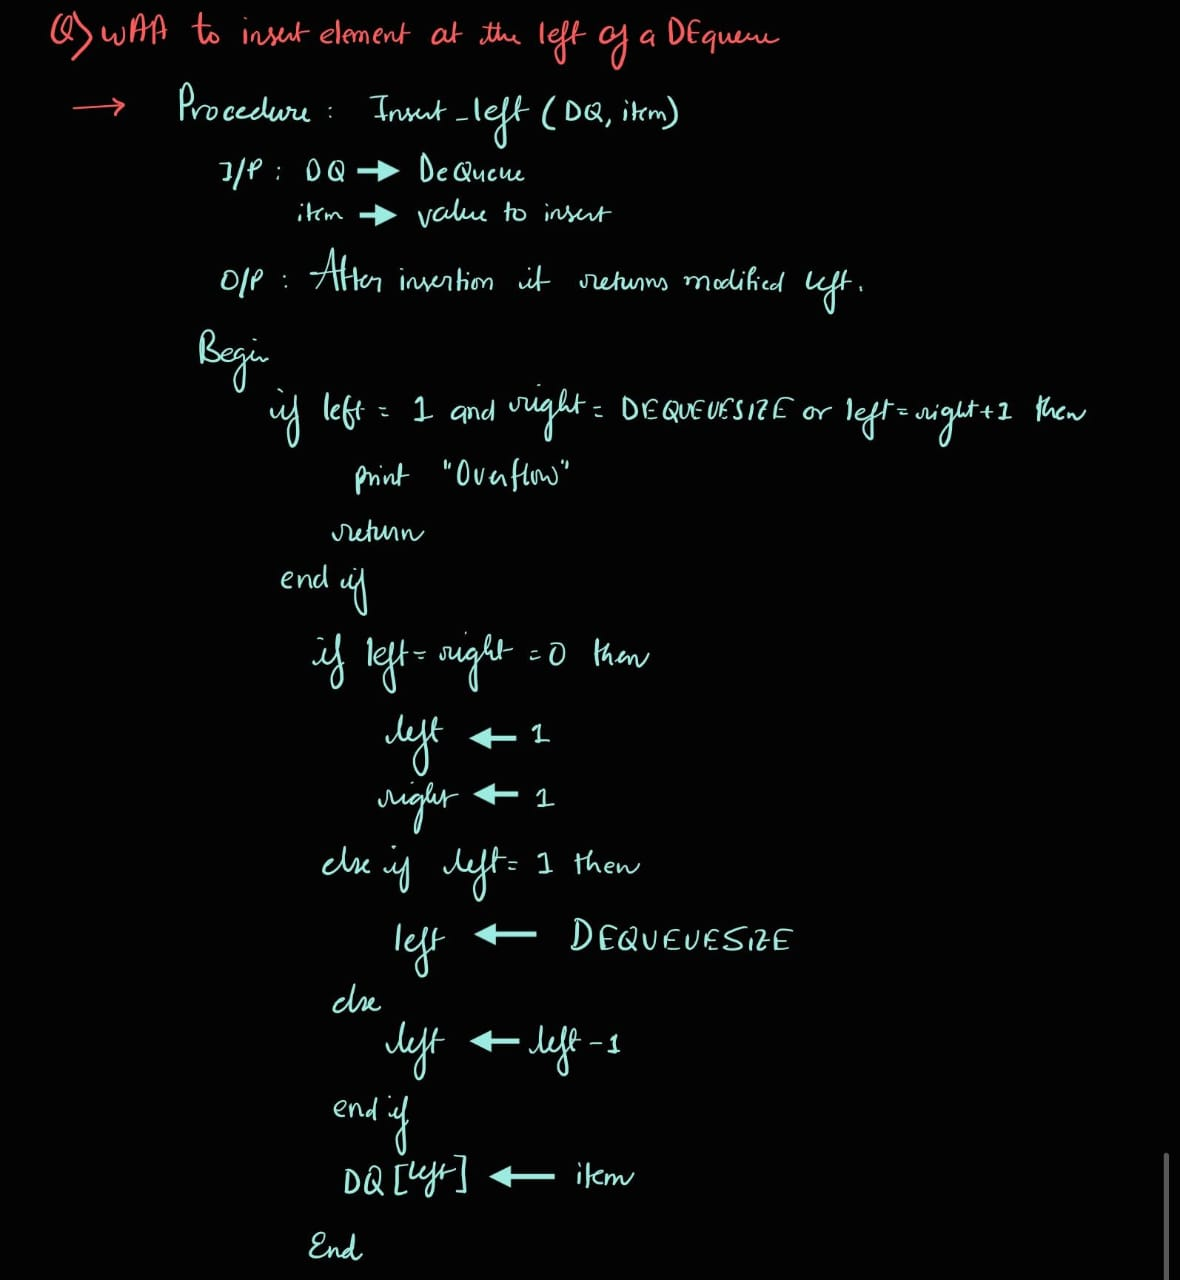 Q) WAA to insert element at the left of a DEqueue
→ Procedure : Insert_left (DQ, item)
I/P : DQ → DeQueue
item → value to insert
O/P : After insertion it returns modified left.
Begin
if left = 1 and right = DEQUEUESIZE or left = right+1 then
print "Overflow"
return
end if
if left = right = 0 then
left ← 1
right ← 1
else if left = 1 then
left ← DEQUEUESIZE
else
left ← left - 1
end if
DQ [left] ← item
End